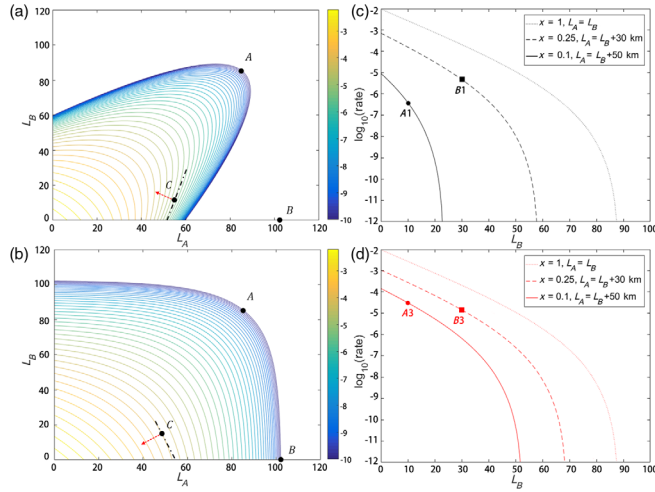 (a)
120
100
80
60
40
20
0
L_B
0 20 40 60 80 100 120
L_A
A
C
B
-3
-4
-5
-6
-7
-8
-9
-10
(c)
-2
-3
-4
-5
-6
-7
-8
-9
-10
-11
-12
log10(rate)
0 10 20 30 40 50 60 70 80 90 100
L_B
x = 1, L_A = L_B
x = 0.25, L_A = L_B+30 km
x = 0.1, L_A = L_B+50 km
B1
A1
(b)
120
100
80
60
40
20
0
L_B
0 20 40 60 80 100 120
L_A
A
C
B
-3
-4
-5
-6
-7
-8
-9
-10
(d)
-2
-3
-4
-5
-6
-7
-8
-9
-10
-11
-12
log10(rate)
0 10 20 30 40 50 60 70 80 90 100
L_B
x = 1, L_A = L_B
x = 0.25, L_A = L_B+30 km
x = 0.1, L_A = L_B+50 km
A3
B3